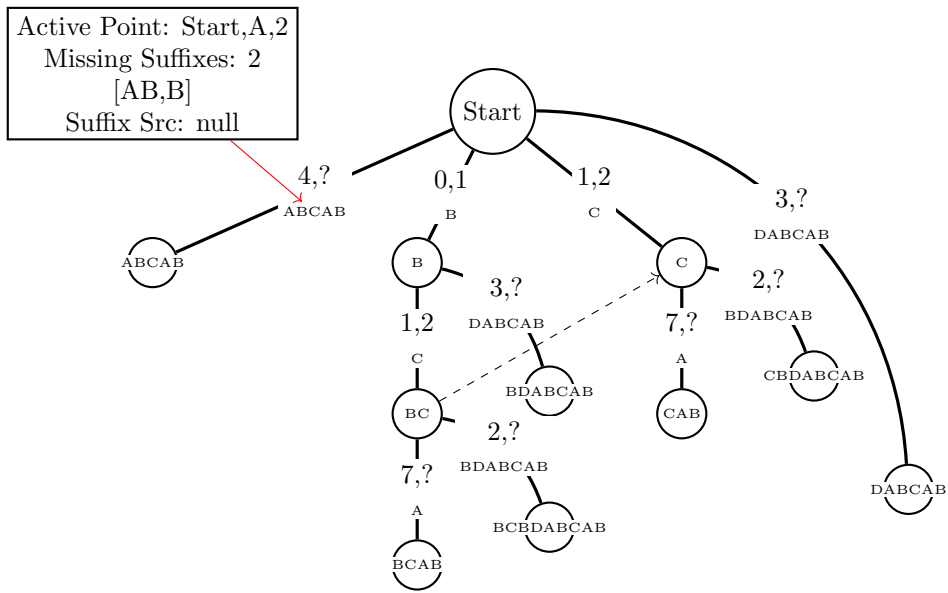 Active Point: Start,A,2
Missing Suffixes: 2
[AB,B]
Suffix Src: null
Start
4,?
ABCAB
0,1
B
1,2
C
3,?
DABCAB
ABCAB
B
C
3,?
DABCAB
2,?
BDABCAB
1,2
C
7,?
A
BDABCAB
CBDABCAB
BC
CAB
2,?
BDABCAB
7,?
A
DABCAB
BCBDABCAB
BCAB